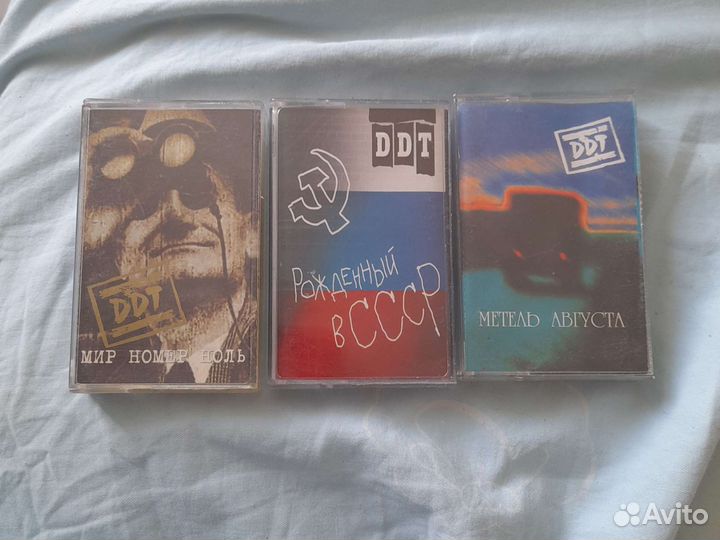 DDT
МИР НОМЕР НОЛЬ
DDT
РОЖДЕННЫЙ
В СССР
DDT
МЕТЕЛЬ АВГУСТА
Avito